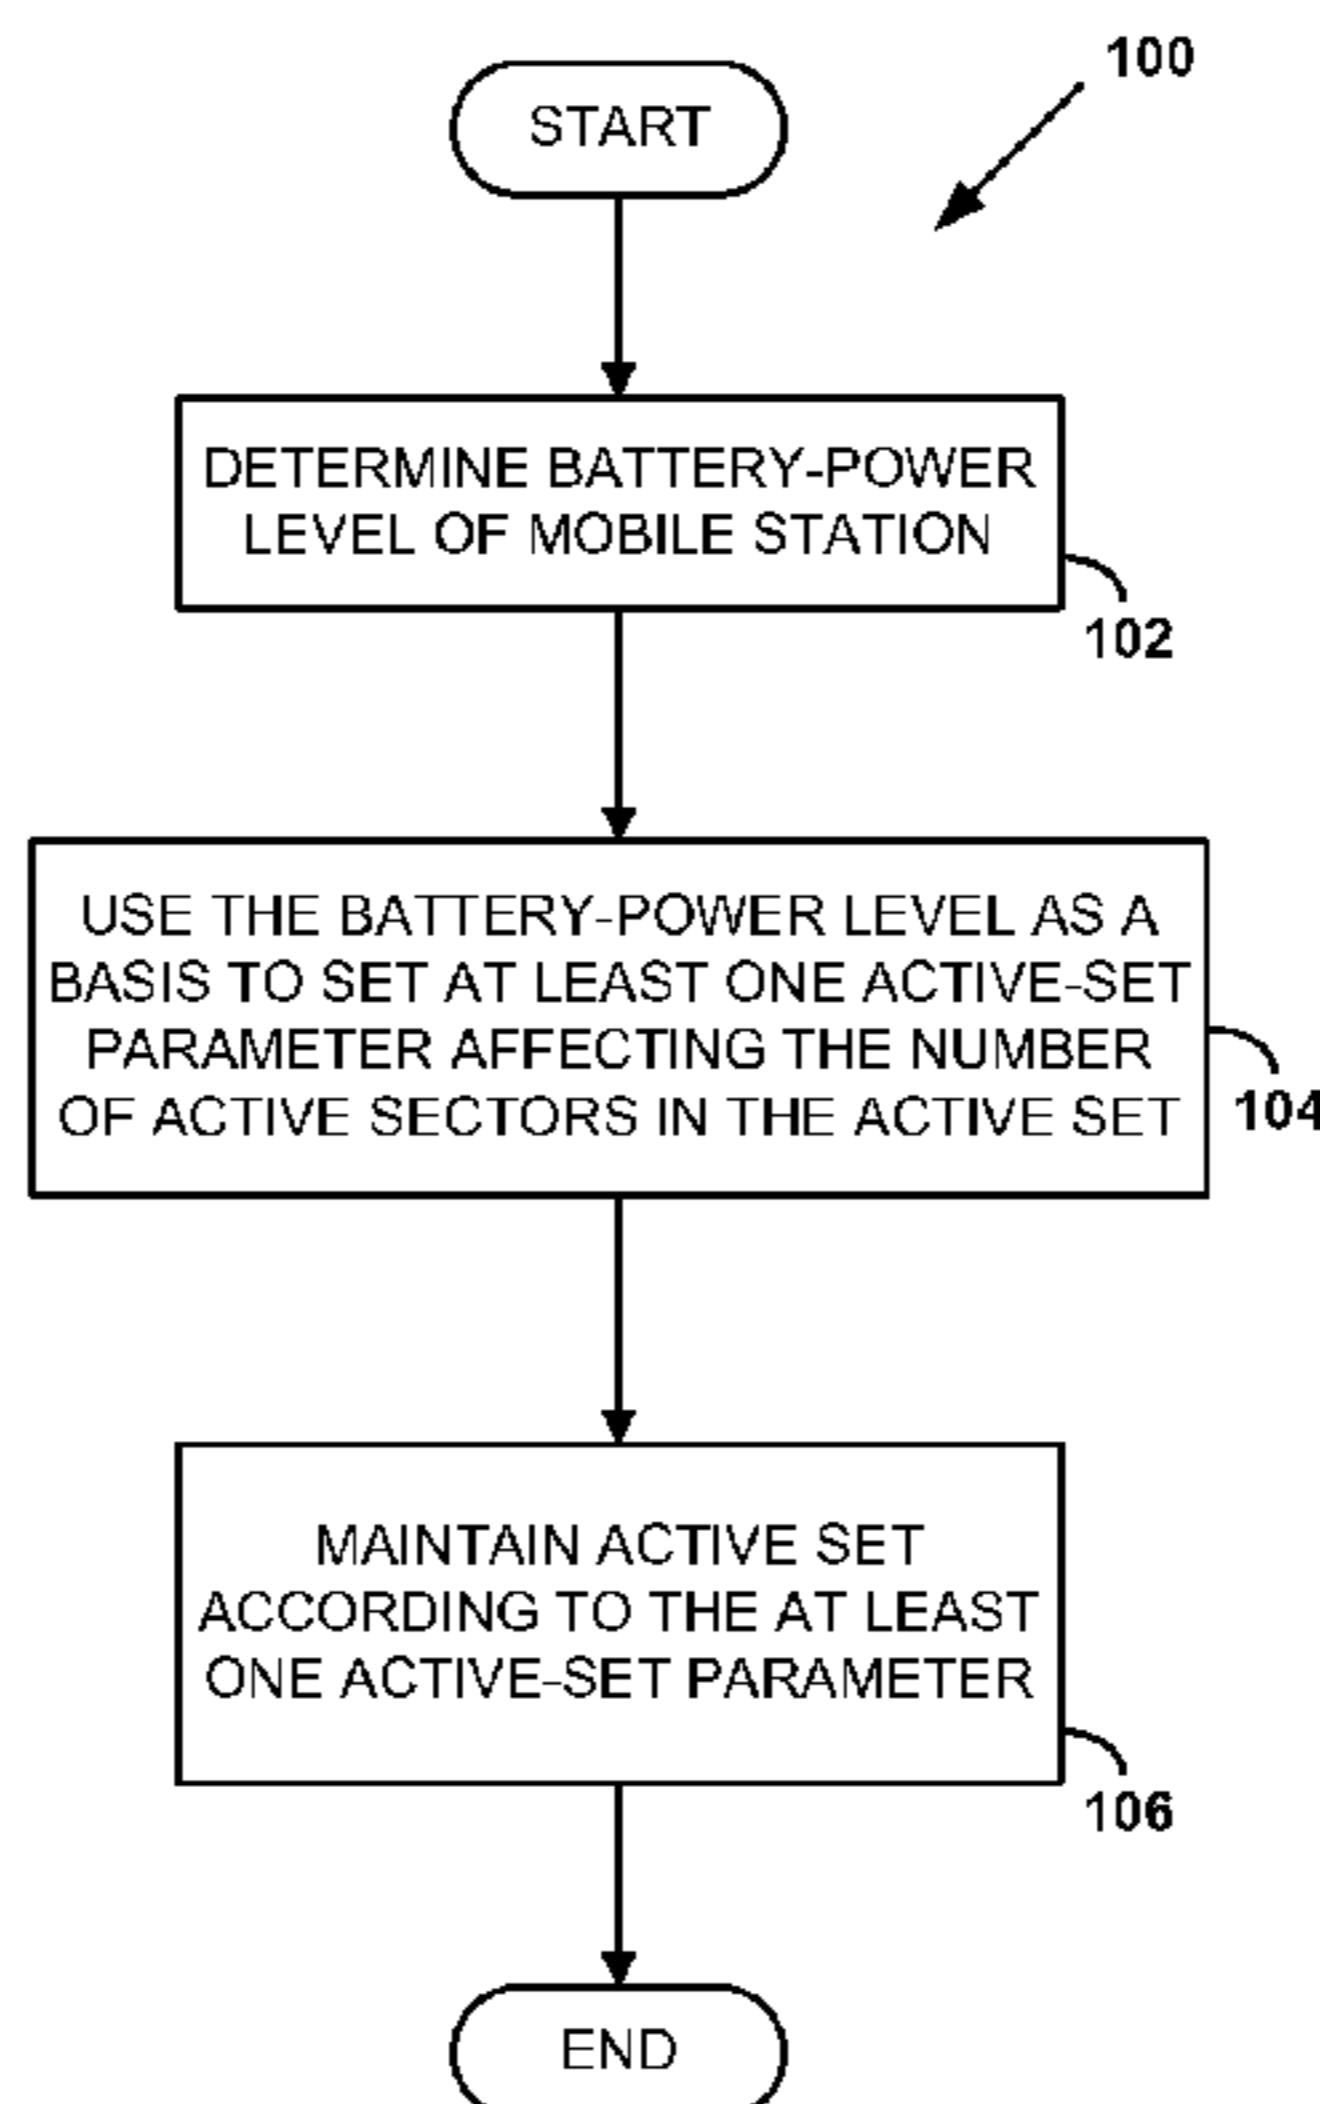 100
START
DETERMINE BATTERY-POWER
LEVEL OF MOBILE STATION
102
USE THE BATTERY-POWER LEVEL AS A
BASIS TO SET AT LEAST ONE ACTIVE-SET
PARAMETER AFFECTING THE NUMBER
OF ACTIVE SECTORS IN THE ACTIVE SET
104
MAINTAIN ACTIVE SET
ACCORDING TO THE AT LEAST
ONE ACTIVE-SET PARAMETER
106
END